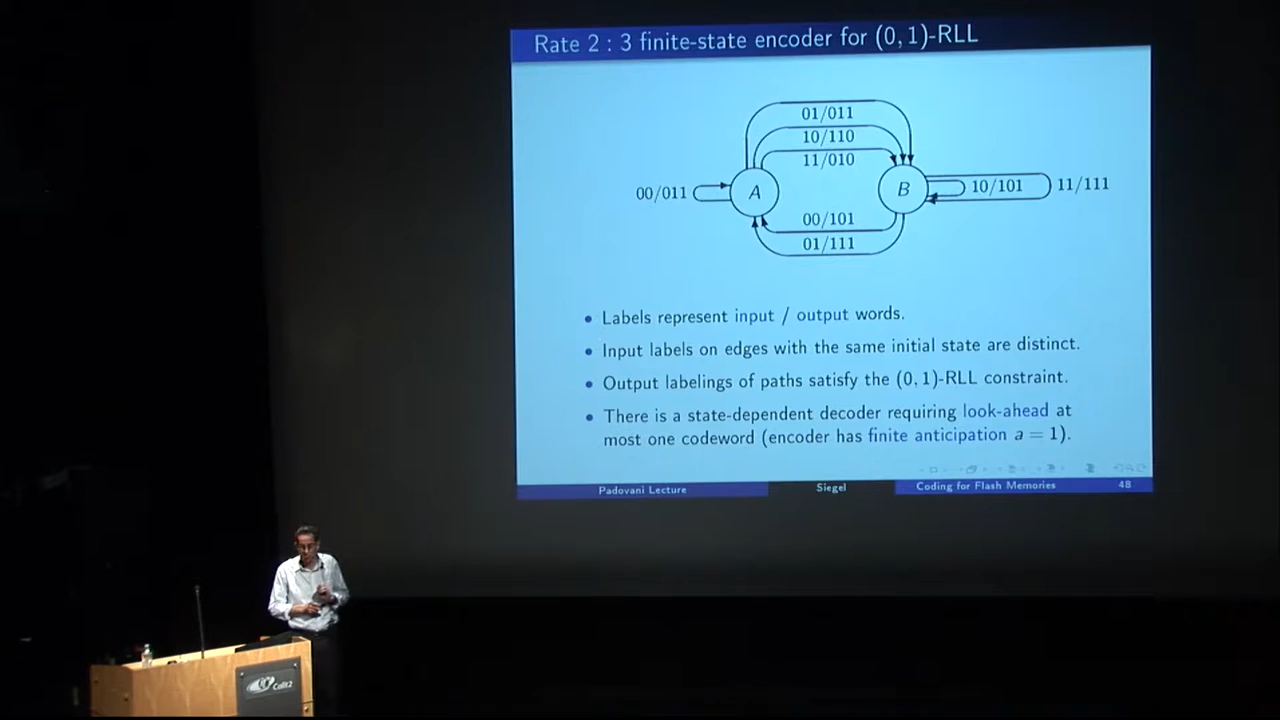 Rate 2 : 3 finite-state encoder for (0, 1)-RLL
01/011
10/110
11/010
00/011
A
B
10/101
11/111
00/101
01/111
• Labels represent input / output words.
• Input labels on edges with the same initial state are distinct.
• Output labelings of paths satisfy the (0, 1)-RLL constraint.
• There is a state-dependent decoder requiring look-ahead at
most one codeword (encoder has finite anticipation a = 1).
Padovani Lecture
Siegel
Coding for Flash Memories
48
Calit2